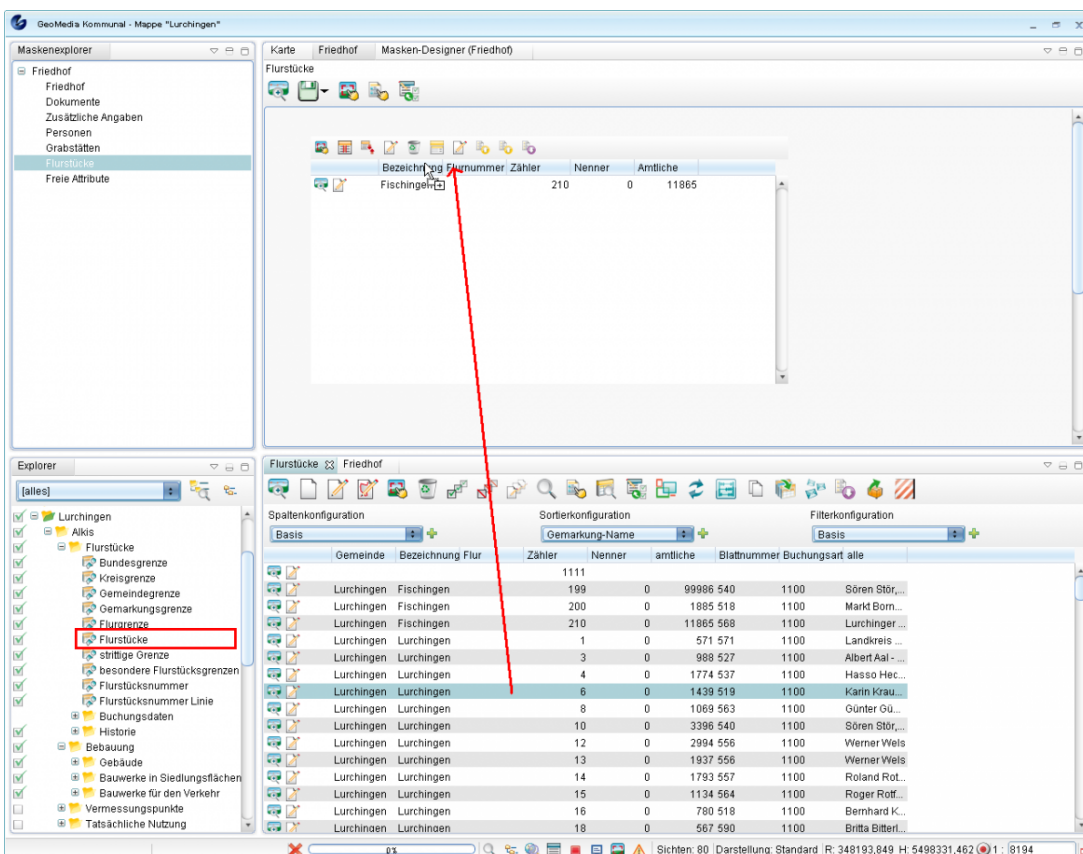 GeoMedia Kommunal - Mappe "Lurchingen"
Maskenexplorer
Friedhof
Friedhof
Dokumente
Zusätzliche Angaben
Personen
Grabstätten
Flurstücke
Freie Attribute
Karte Friedhof Masken-Designer (Friedhof)
Flurstücke
Bezeichnung Flurnummer Zähler Nenner Amtliche
Fischingen 210 0 11865
Explorer
[alles]
Lurchingen
Alkis
Flurstücke
Bundesgrenze
Kreisgrenze
Gemeindegrenze
Gemarkungsgrenze
Flurgrenze
Flurstücke
strittige Grenze
besondere Flurstücksgrenzen
Flurstücksnummer
Flurstücksnummer Linie
Buchungsdaten
Historie
Bebauung
Gebäude
Bauwerke in Siedlungsflächen
Bauwerke für den Verkehr
Vermessungspunkte
Tatsächliche Nutzung
Flurstücke Friedhof
Spaltenkonfiguration Sortierkonfiguration Filterkonfiguration
Basis Gemarkung-Name Basis
Gemeinde Bezeichnung Flur Zähler Nenner amtliche Blattnummer Buchungsart alle
1111
Lurchingen Fischingen 199 0 99986 540 1100 Sören Stör,...
Lurchingen Fischingen 200 0 1885 518 1100 Markt Born...
Lurchingen Fischingen 210 0 11865 568 1100 Lurchinger ...
Lurchingen Lurchingen 1 0 571 571 1100 Landkreis ...
Lurchingen Lurchingen 3 0 988 527 1100 Albert Aal - ...
Lurchingen Lurchingen 4 0 1774 537 1100 Hasso Hec...
Lurchingen Lurchingen 6 0 1439 519 1100 Karin Krau...
Lurchingen Lurchingen 8 0 1069 563 1100 Günter Gü...
Lurchingen Lurchingen 10 0 3396 540 1100 Sören Stör,...
Lurchingen Lurchingen 12 0 2994 556 1100 Werner Wels
Lurchingen Lurchingen 13 0 1937 556 1100 Werner Wels
Lurchingen Lurchingen 14 0 1793 557 1100 Roland Rot...
Lurchingen Lurchingen 15 0 1134 564 1100 Roger Rotf...
Lurchingen Lurchingen 16 0 780 518 1100 Bernhard K...
Lurchingen Lurchingen 18 0 567 590 1100 Britta Bitterl...
0% Sichten: 80 Darstellung: Standard R: 348193,849 H: 5498331,462 1 : 8194